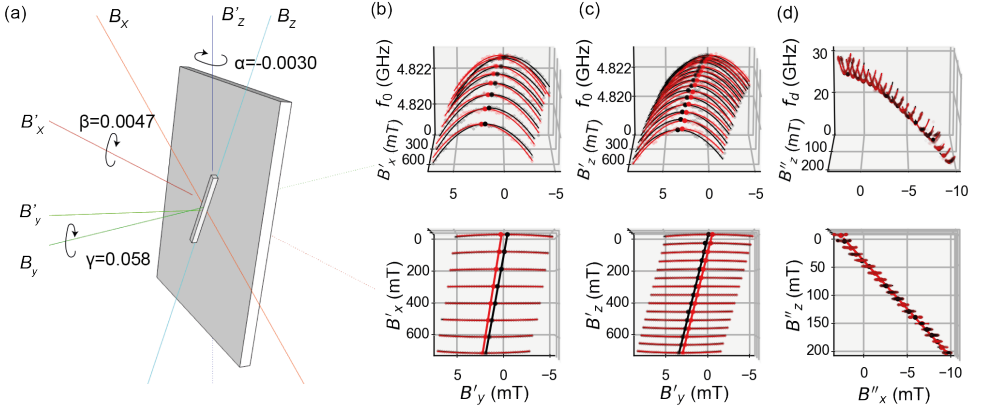 (a)
B_x
B'_z
B_z
α=-0.0030
B'_x
β=0.0047
B'_y
B_y
γ=0.058
(b)
f_0 (GHz)
4.822
4.820
0
300
600
B'_x (mT)
5 0 −5
0
200
400
600
B'_x (mT)
5 0 −5
B'_y (mT)
(c)
f_0 (GHz)
4.822
4.820
0
300
600
B'_z (mT)
5 0 −5
0
200
400
600
B'_z (mT)
5 0 −5
B'_y (mT)
(d)
f_d (GHz)
30
20
0
100
200
B''_z (mT)
0 −5 −10
0
50
100
150
200
B''_z (mT)
0 −5 −10
B''_x (mT)